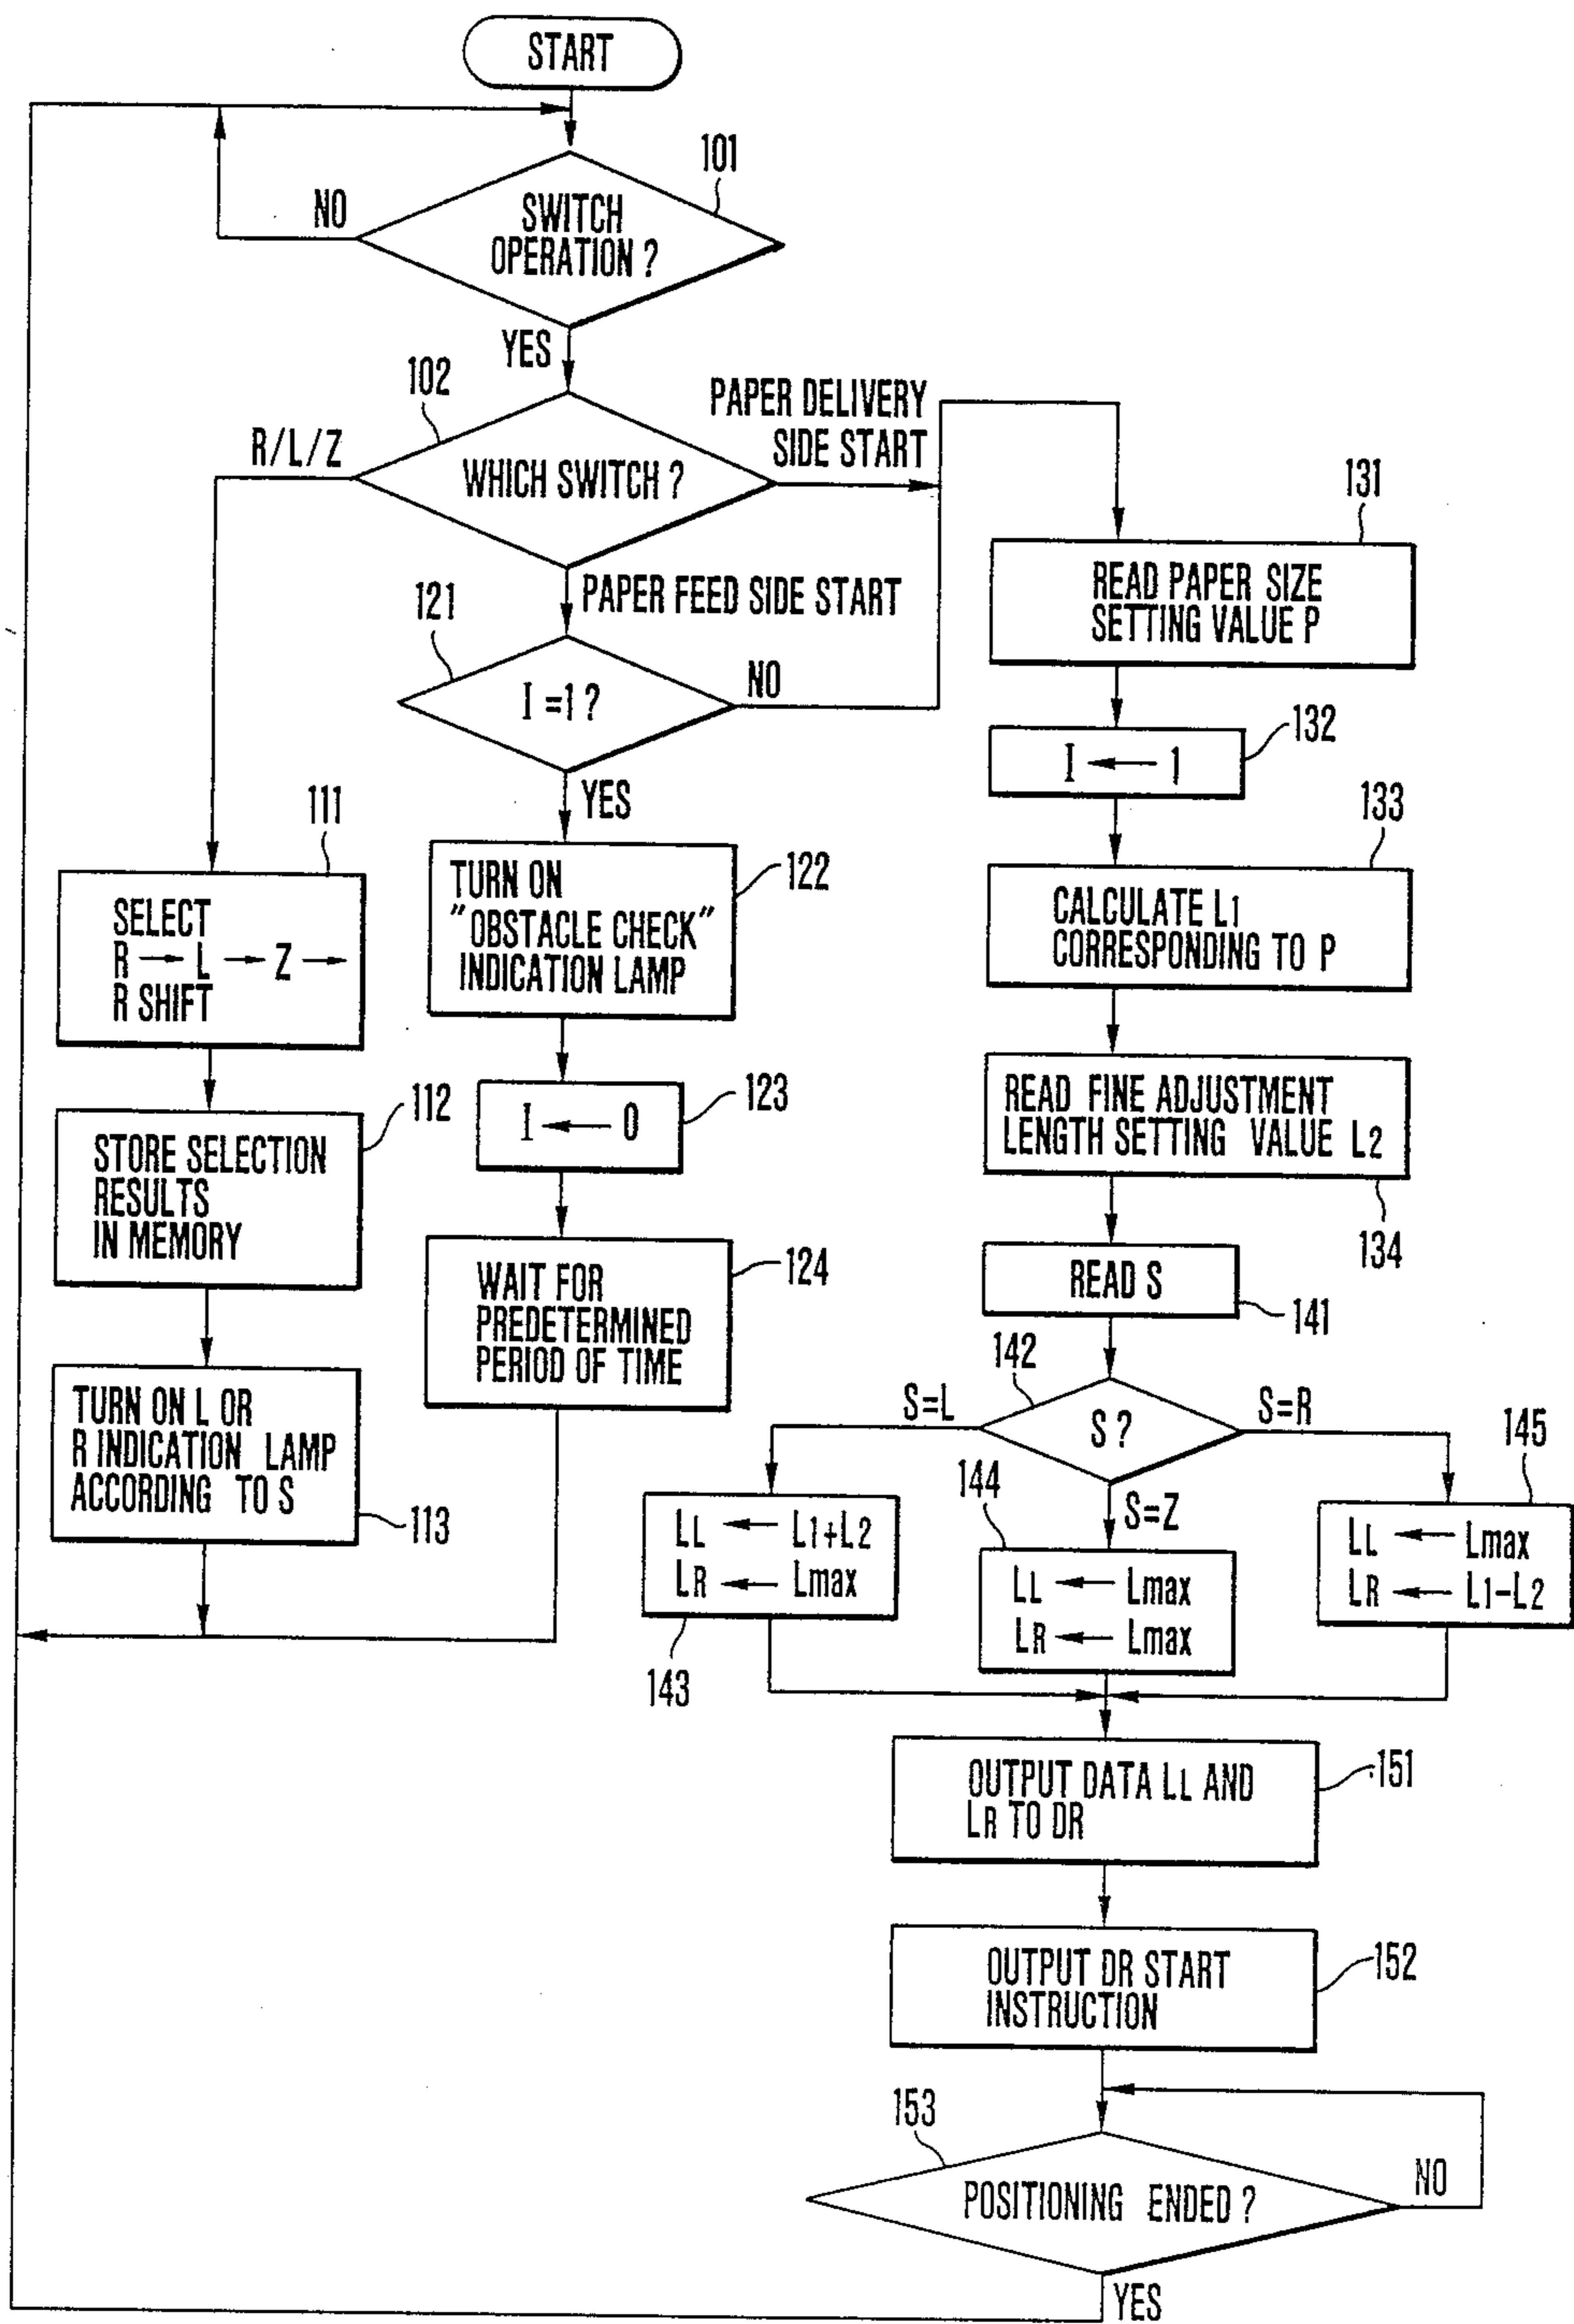 START
101
NO
SWITCH
OPERATION ?
YES
102
PAPER DELIVERY
SIDE START
R/L/Z
WHICH SWITCH ?
131
READ PAPER SIZE
SETTING VALUE P
PAPER FEED SIDE START
121
I =1 ?
NO
YES
132
I ← 1
133
CALCULATE L1
CORRESPONDING TO P
111
SELECT
R → L → Z →
R SHIFT
122
TURN ON
"OBSTACLE CHECK"
INDICATION LAMP
READ FINE ADJUSTMENT
LENGTH SETTING VALUE L2
134
112
STORE SELECTION
RESULTS
IN MEMORY
123
I ← 0
124
WAIT FOR
PREDETERMINED
PERIOD OF TIME
READ S
141
113
TURN ON L OR
R INDICATION LAMP
ACCORDING TO S
142
S=L
S ?
S=R
S=Z
143
LL ← L1+L2
LR ← Lmax
144
LL ← Lmax
LR ← Lmax
145
LL ← Lmax
LR ← L1-L2
151
OUTPUT DATA LL AND
LR TO DR
152
OUTPUT DR START
INSTRUCTION
153
POSITIONING ENDED ?
NO
YES